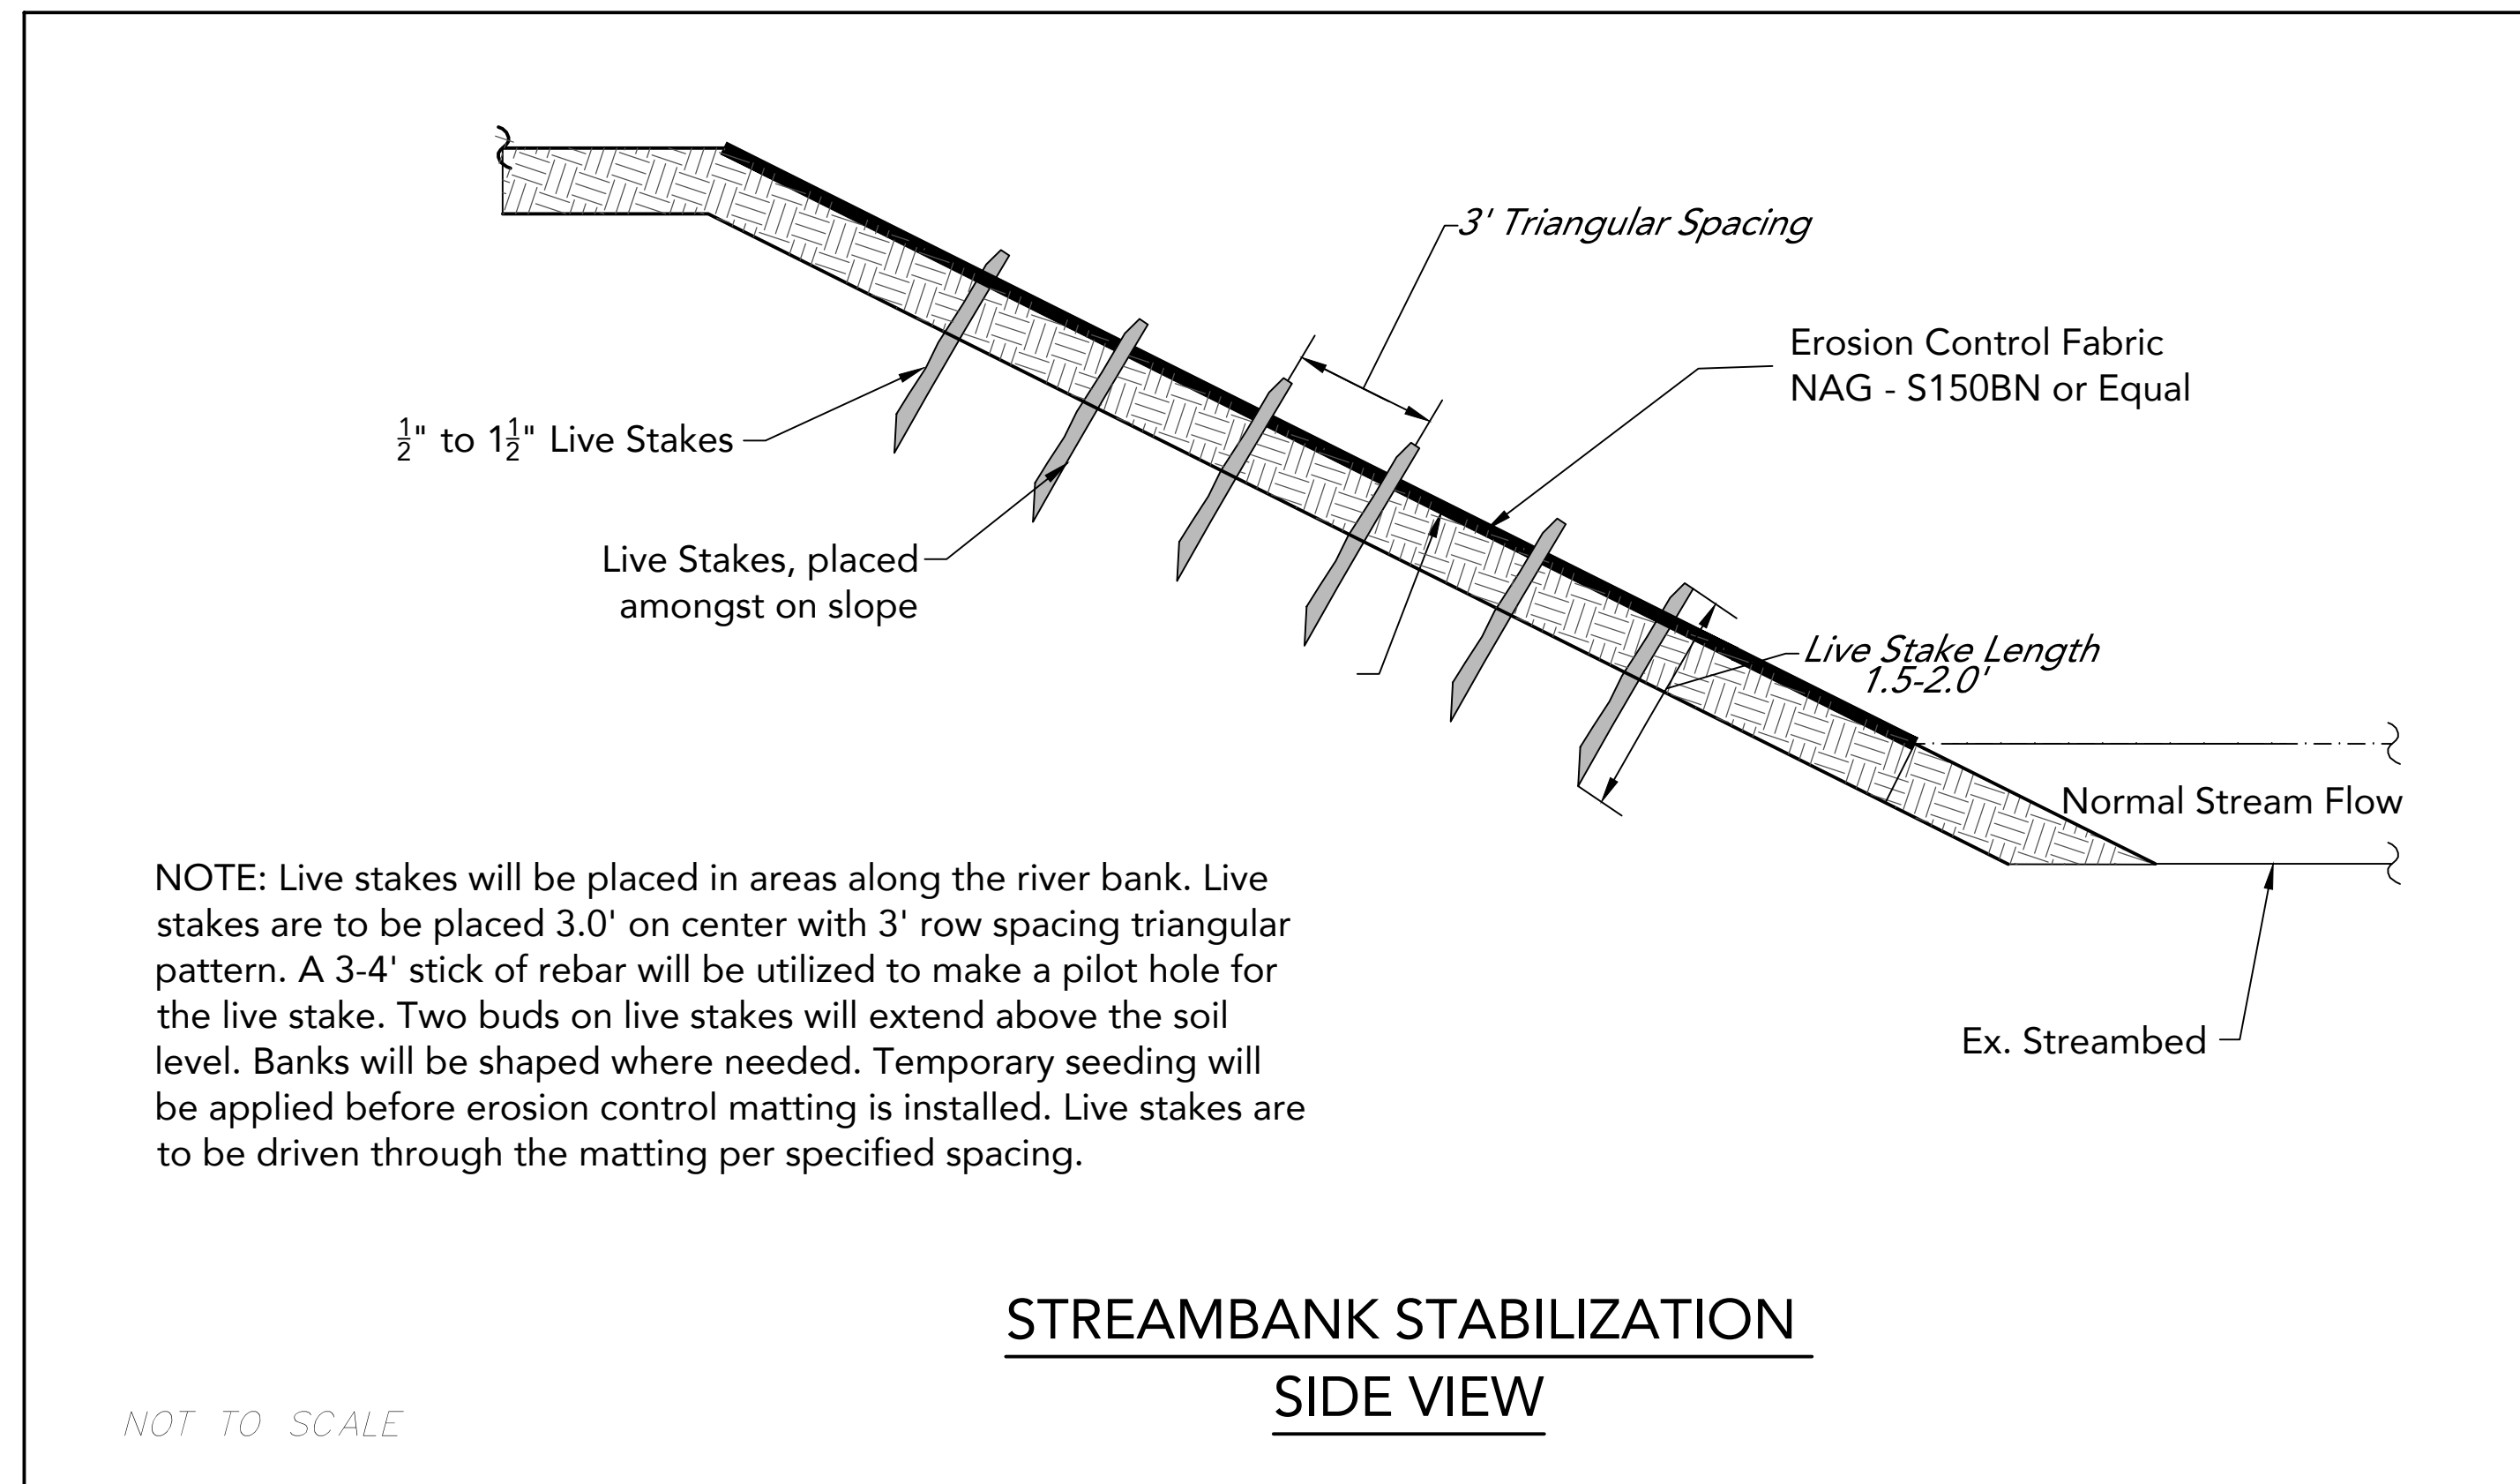 3' Triangular Spacing
Erosion Control Fabric
NAG - S150BN or Equal
½" to 1½" Live Stakes
Live Stakes, placed
amongst on slope
Live Stake Length
1.5-2.0'
Normal Stream Flow
NOTE: Live stakes will be placed in areas along the river bank. Live
stakes are to be placed 3.0' on center with 3' row spacing triangular
pattern. A 3-4' stick of rebar will be utilized to make a pilot hole for
the live stake. Two buds on live stakes will extend above the soil
level. Banks will be shaped where needed. Temporary seeding will
be applied before erosion control matting is installed. Live stakes are
to be driven through the matting per specified spacing.
Ex. Streambed
STREAMBANK STABILIZATION
SIDE VIEW
NOT TO SCALE